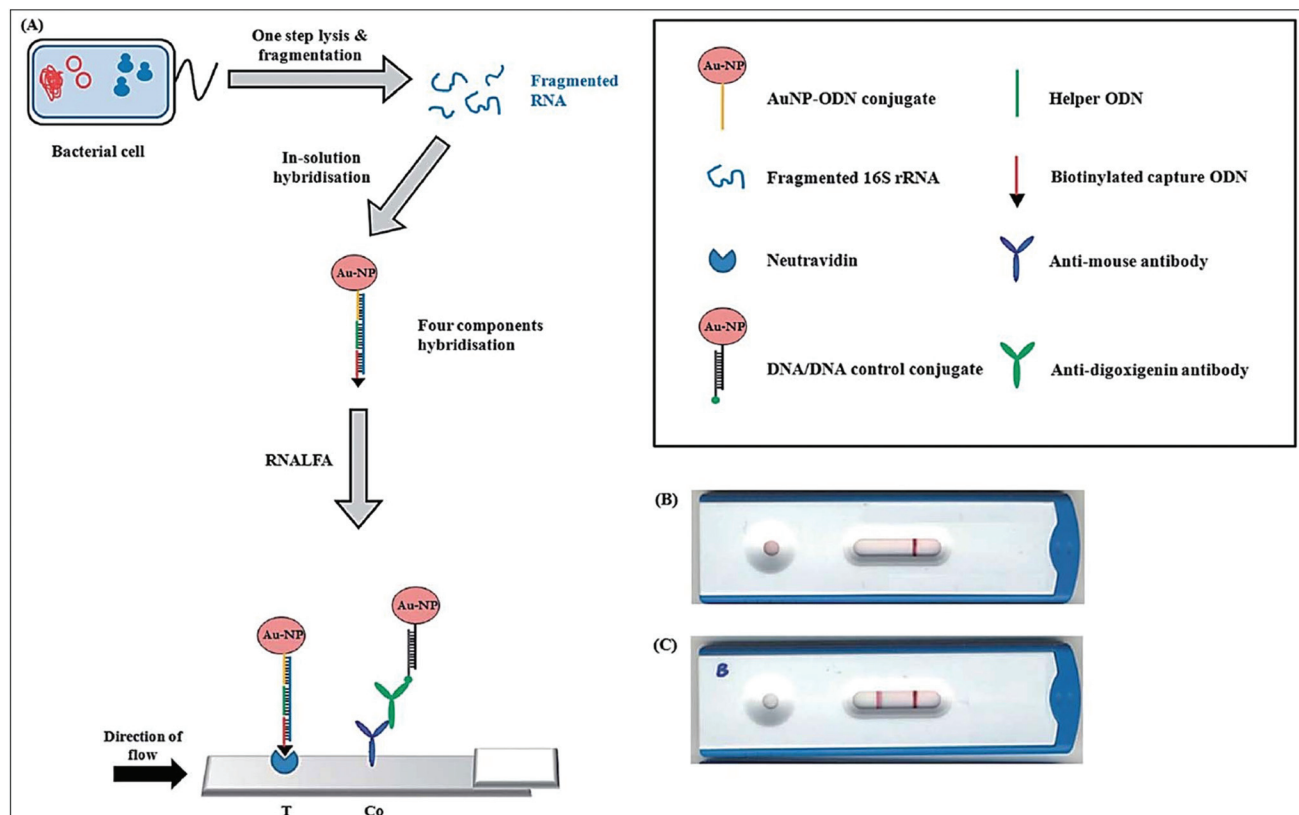 (A)
One step lysis &
fragmentation
Fragmented
RNA
Bacterial cell
In-solution
hybridisation
Au-NP
Four components
hybridisation
RNALFA
Au-NP
Au-NP
Direction of
flow
T
Co
Au-NP
AuNP-ODN conjugate
Helper ODN
Fragmented 16S rRNA
Biotinylated capture ODN
Neutravidin
Anti-mouse antibody
Au-NP
DNA/DNA control conjugate
Anti-digoxigenin antibody
(B)
(C)
B